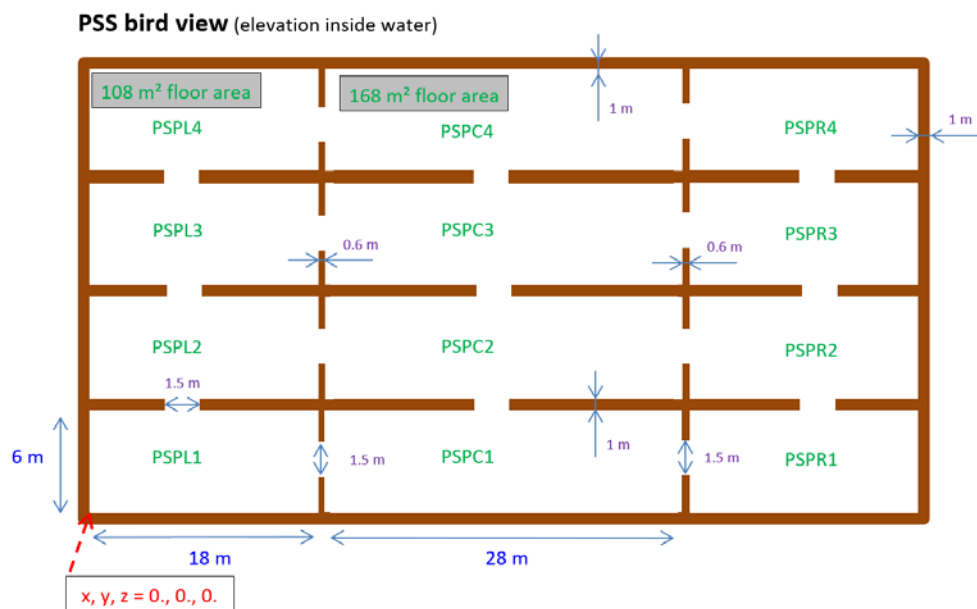 PSS bird view (elevation inside water)
108 m² floor area
168 m² floor area
1 m
1 m
PSPL4
PSPC4
PSPR4
PSPL3
PSPC3
PSPR3
0.6 m
0.6 m
PSPL2
PSPC2
PSPR2
1.5 m
6 m
PSPL1
1.5 m
PSPC1
1 m
1.5 m
PSPR1
18 m
28 m
x, y, z = 0., 0., 0.